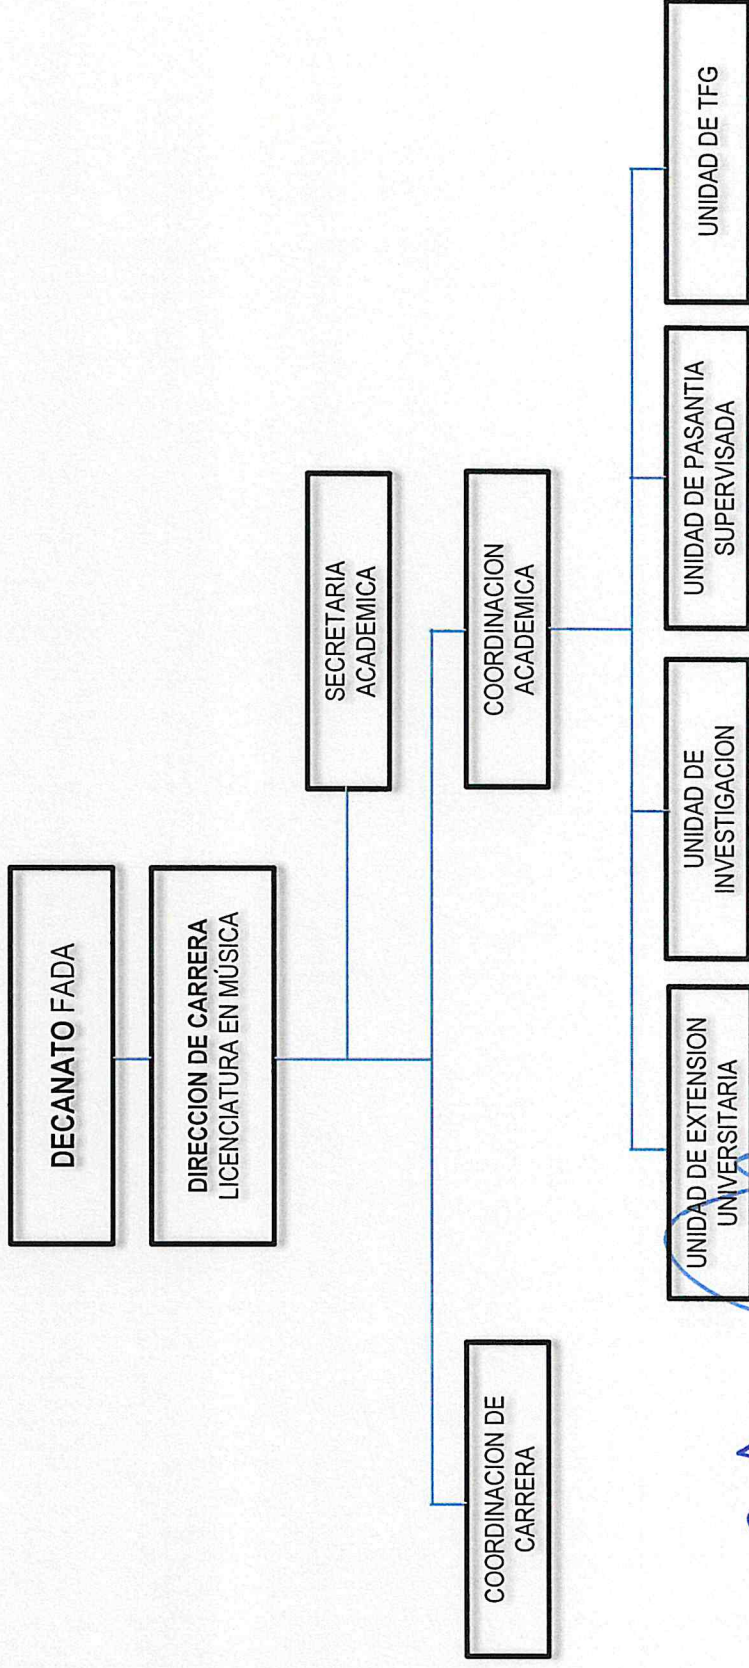 DECANATO FADA
DIRECCION DE CARRERA
LICENCIATURA EN MÚSICA
SECRETARIA
ACADEMICA
COORDINACION DE
CARRERA
COORDINACION
ACADEMICA
UNIDAD DE EXTENSION
UNIVERSITARIA
UNIDAD DE
INVESTIGACION
UNIDAD DE PASANTIA
SUPERVISADA
UNIDAD DE TFG